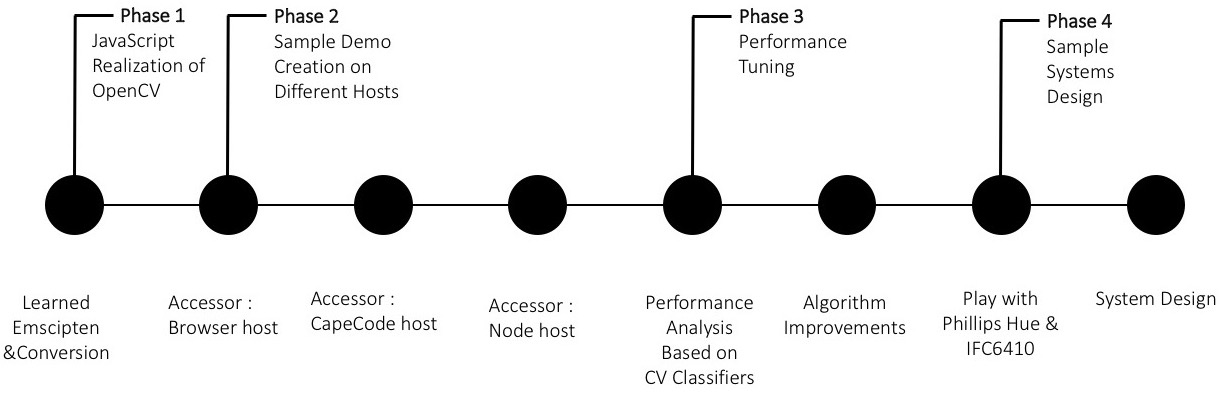 Phase 1
JavaScript
Realization of
OpenCV
Phase 2
Sample Demo
Creation on
Different Hosts
Phase 3
Performance
Tuning
Phase 4
Sample
Systems
Design
Learned
Emscipten
&Conversion
Accessor :
Browser host
Accessor :
CapeCode host
Accessor :
Node host
Performance
Analysis
Based on
CV Classifiers
Algorithm
Improvements
Play with
Phillips Hue &
IFC6410
System Design